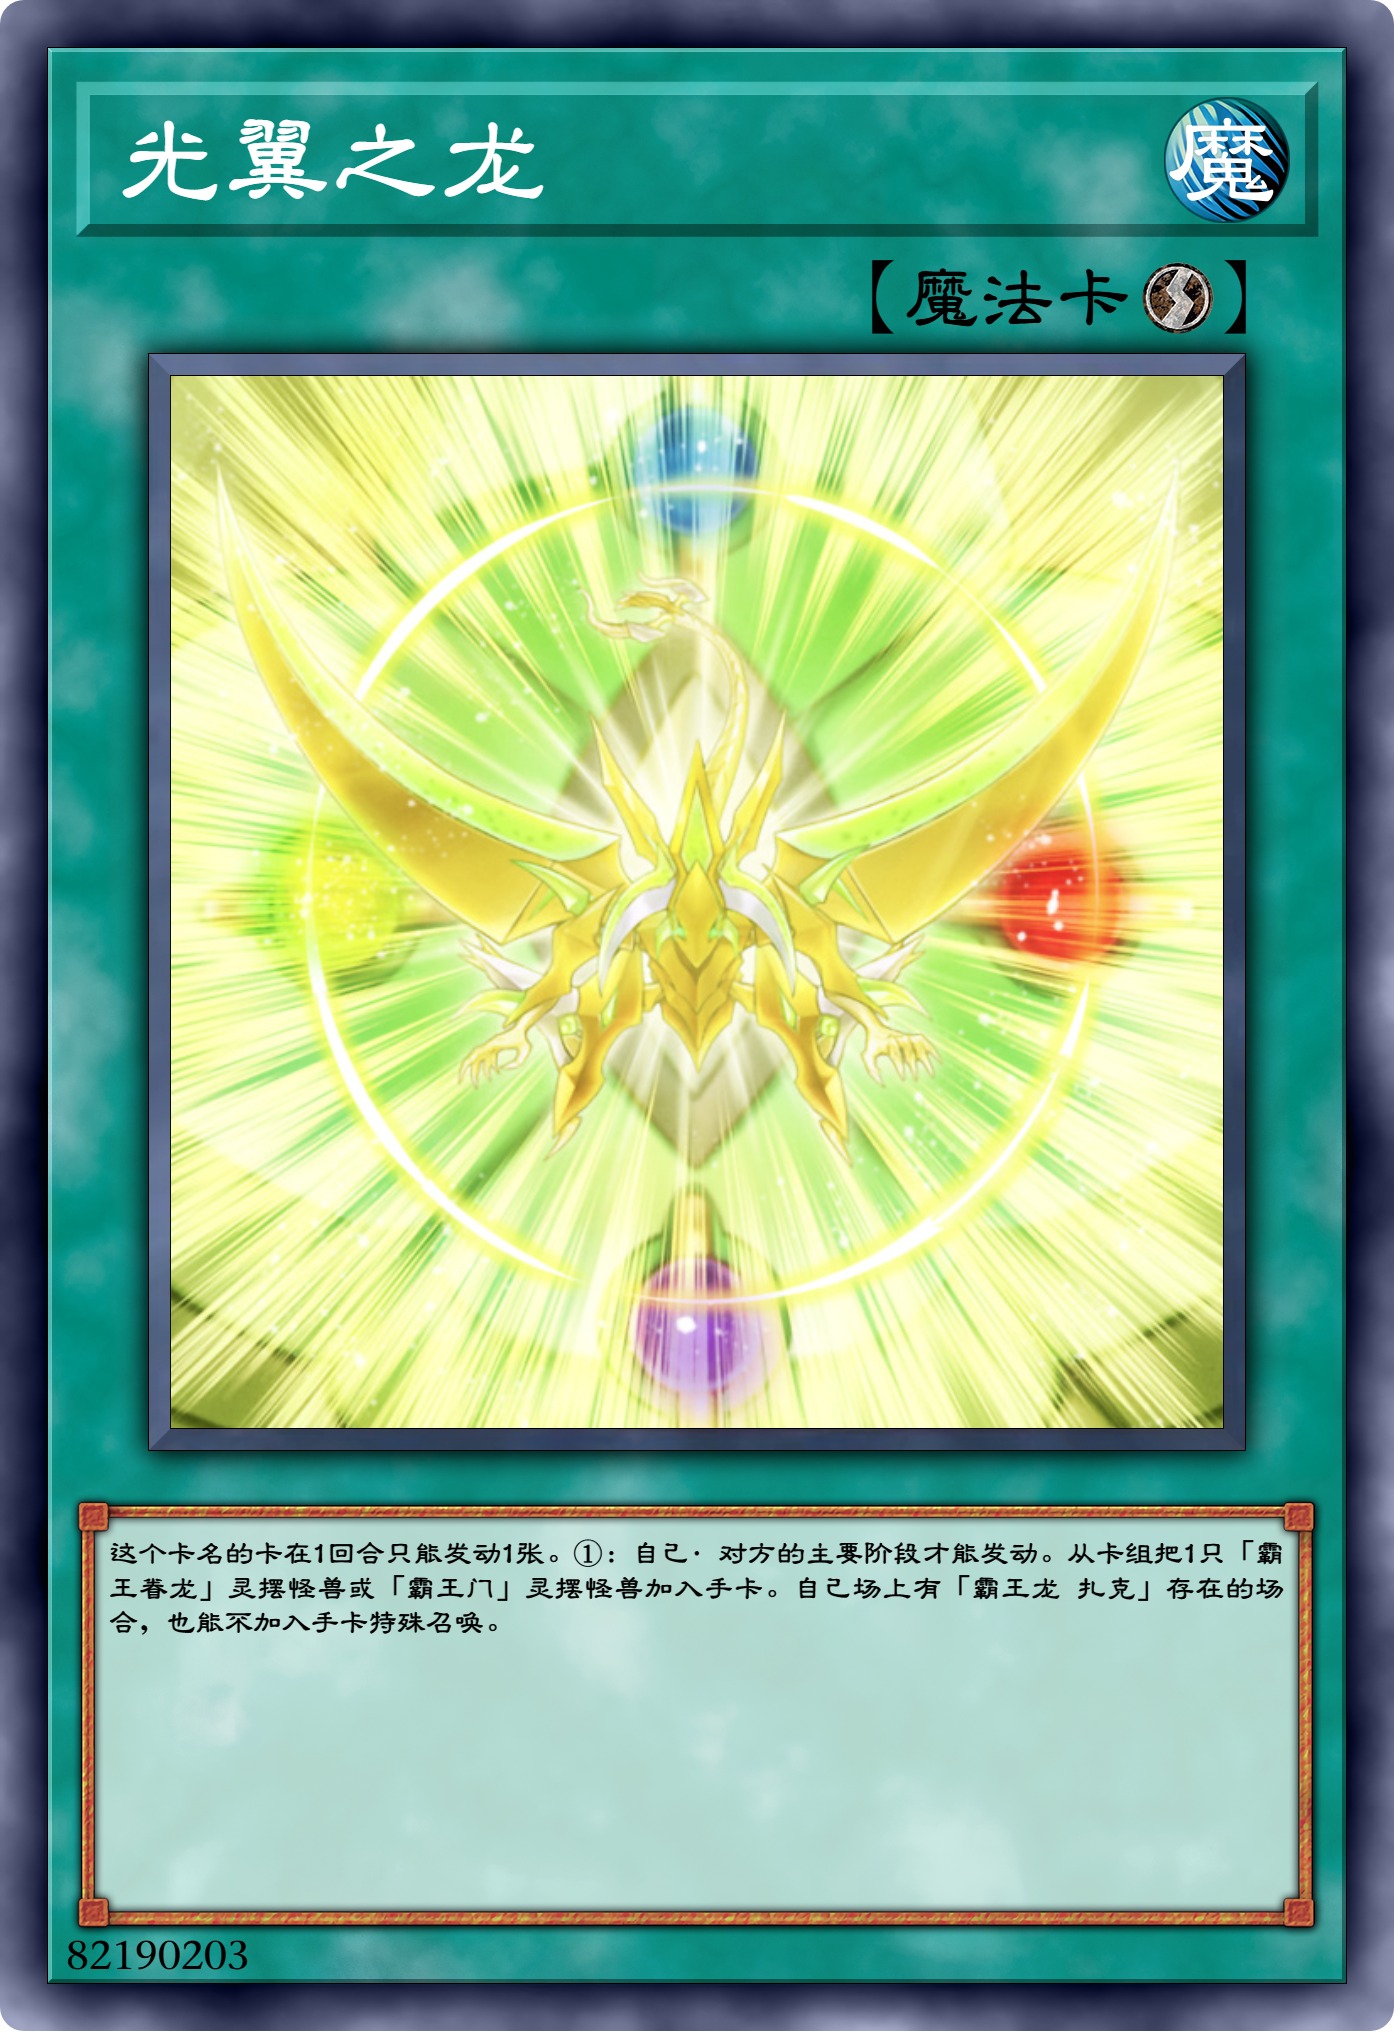 光翼之龙
魔
【魔法卡】
这个卡名的卡在1回合只能发动1张。①：自己·对方的主要阶段才能发动。从卡组把1只「霸
王眷龙」灵摆怪兽或「霸王门」灵摆怪兽加入手卡。自己场上有「霸王龙 扎克」存在的场
合，也能不加入手卡特殊召唤。
82190203